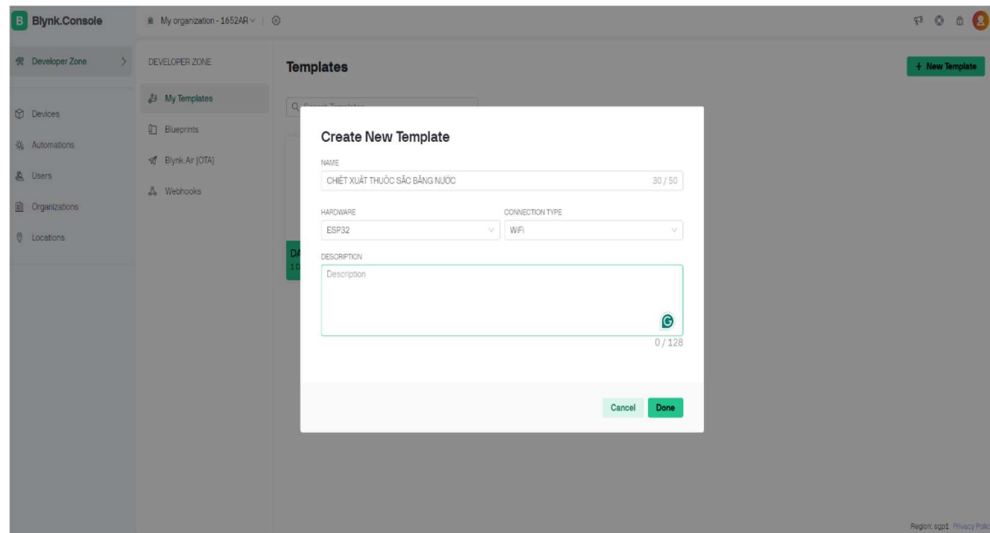 B Blynk.Console
My organization - 1652AR
Developer Zone
Devices
Automations
Users
Organizations
Locations
DEVELOPER ZONE
My Templates
Blueprints
Blynk.Air [OTA]
Webhooks
Templates
+ New Template
Search Templates
Create New Template
NAME
CHIẾT XUẤT THUỐC SẮC BẰNG NƯỚC
30 / 50
HARDWARE
ESP32
CONNECTION TYPE
WiFi
DESCRIPTION
Description
G
0 / 128
Cancel
Done
Region: sgp1 Privacy